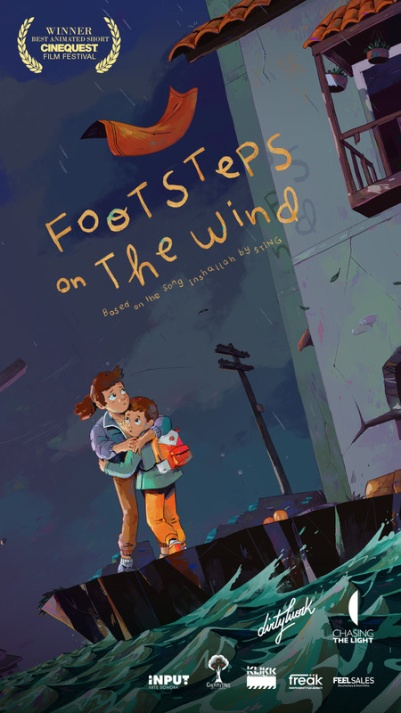 WINNER
BEST ANIMATED SHORT
CINEQUEST
FILM FESTIVAL
FOOTSTEPS
on The Wind
Based on the song Inshallah by STING
dirtywork
CHASING
THE LIGHT
INPUT
KLIKK
freak
FEELSALES